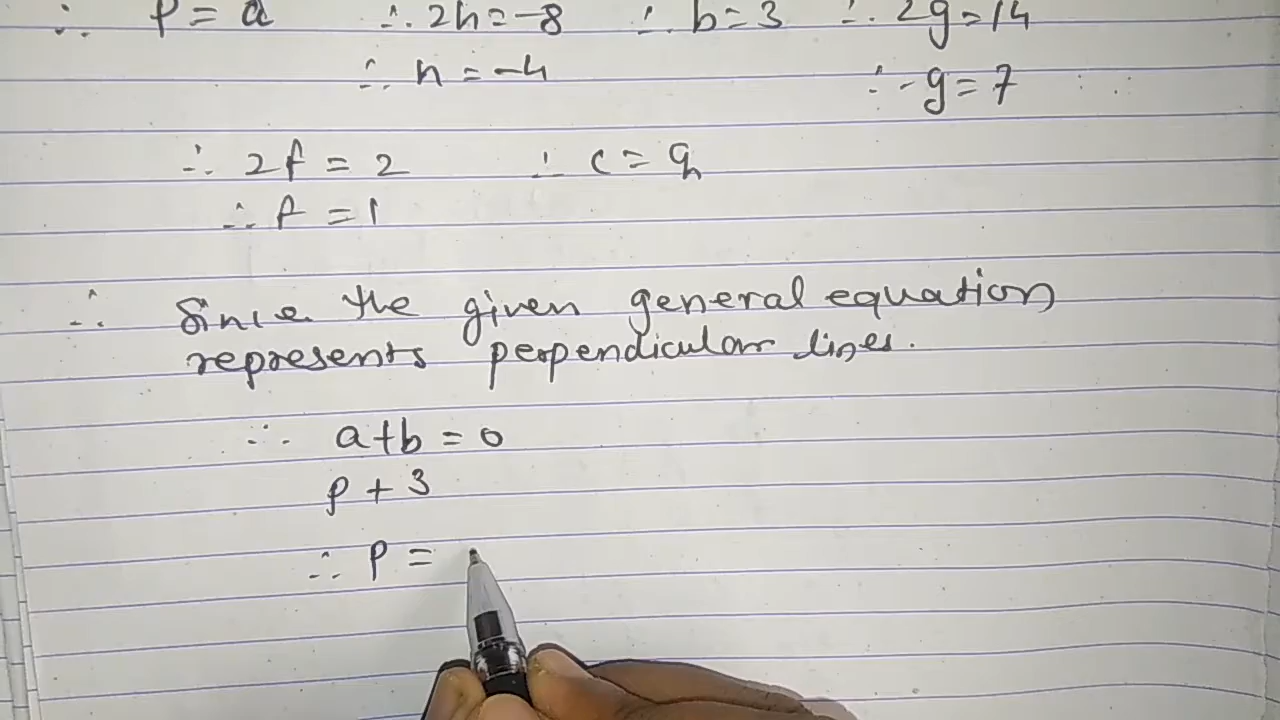 ∴ p = a ∴ 2h = -8 ∴ b = 3 ∴ 2g = 14
∴ h = -4 ∴ g = 7
∴ 2f = 2 ∴ c = q
∴ f = 1
∴ Since the given general equation
represents perpendicular lines.
∴ a+b = 0
p + 3
∴ p =